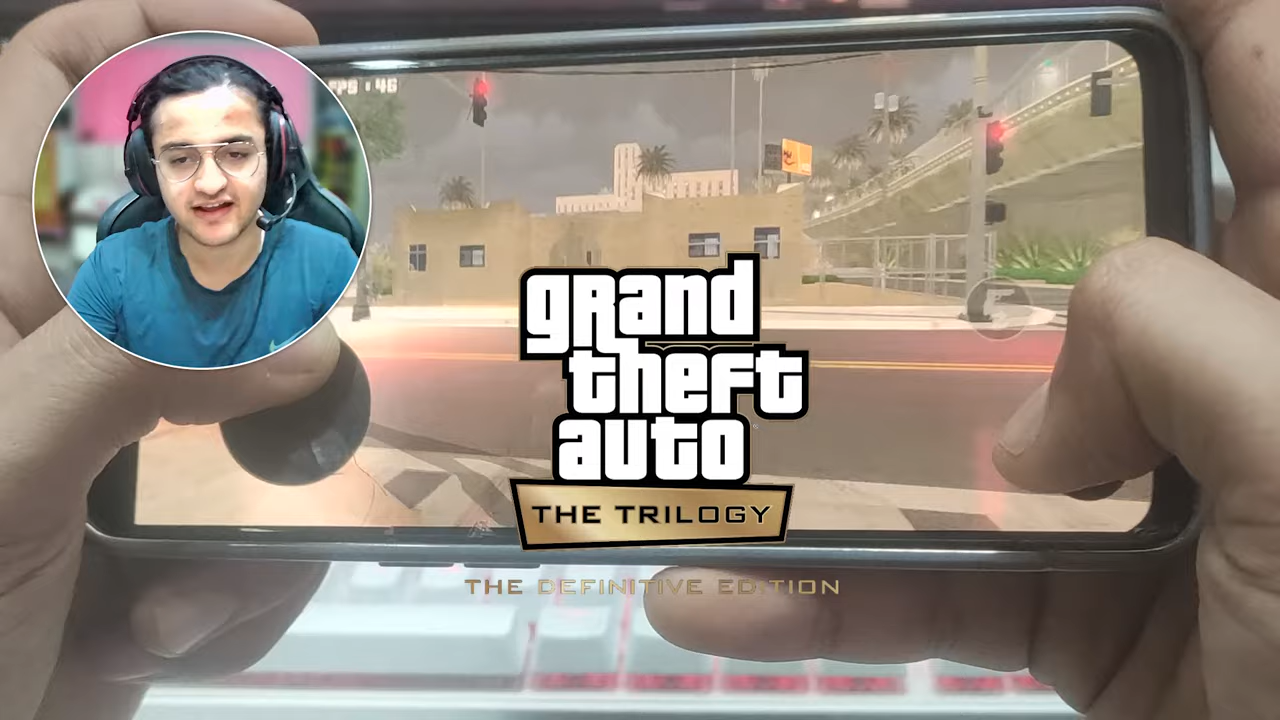 FPS : 46
grand
theft
auto
THE TRILOGY
THE DEFINITIVE EDITION